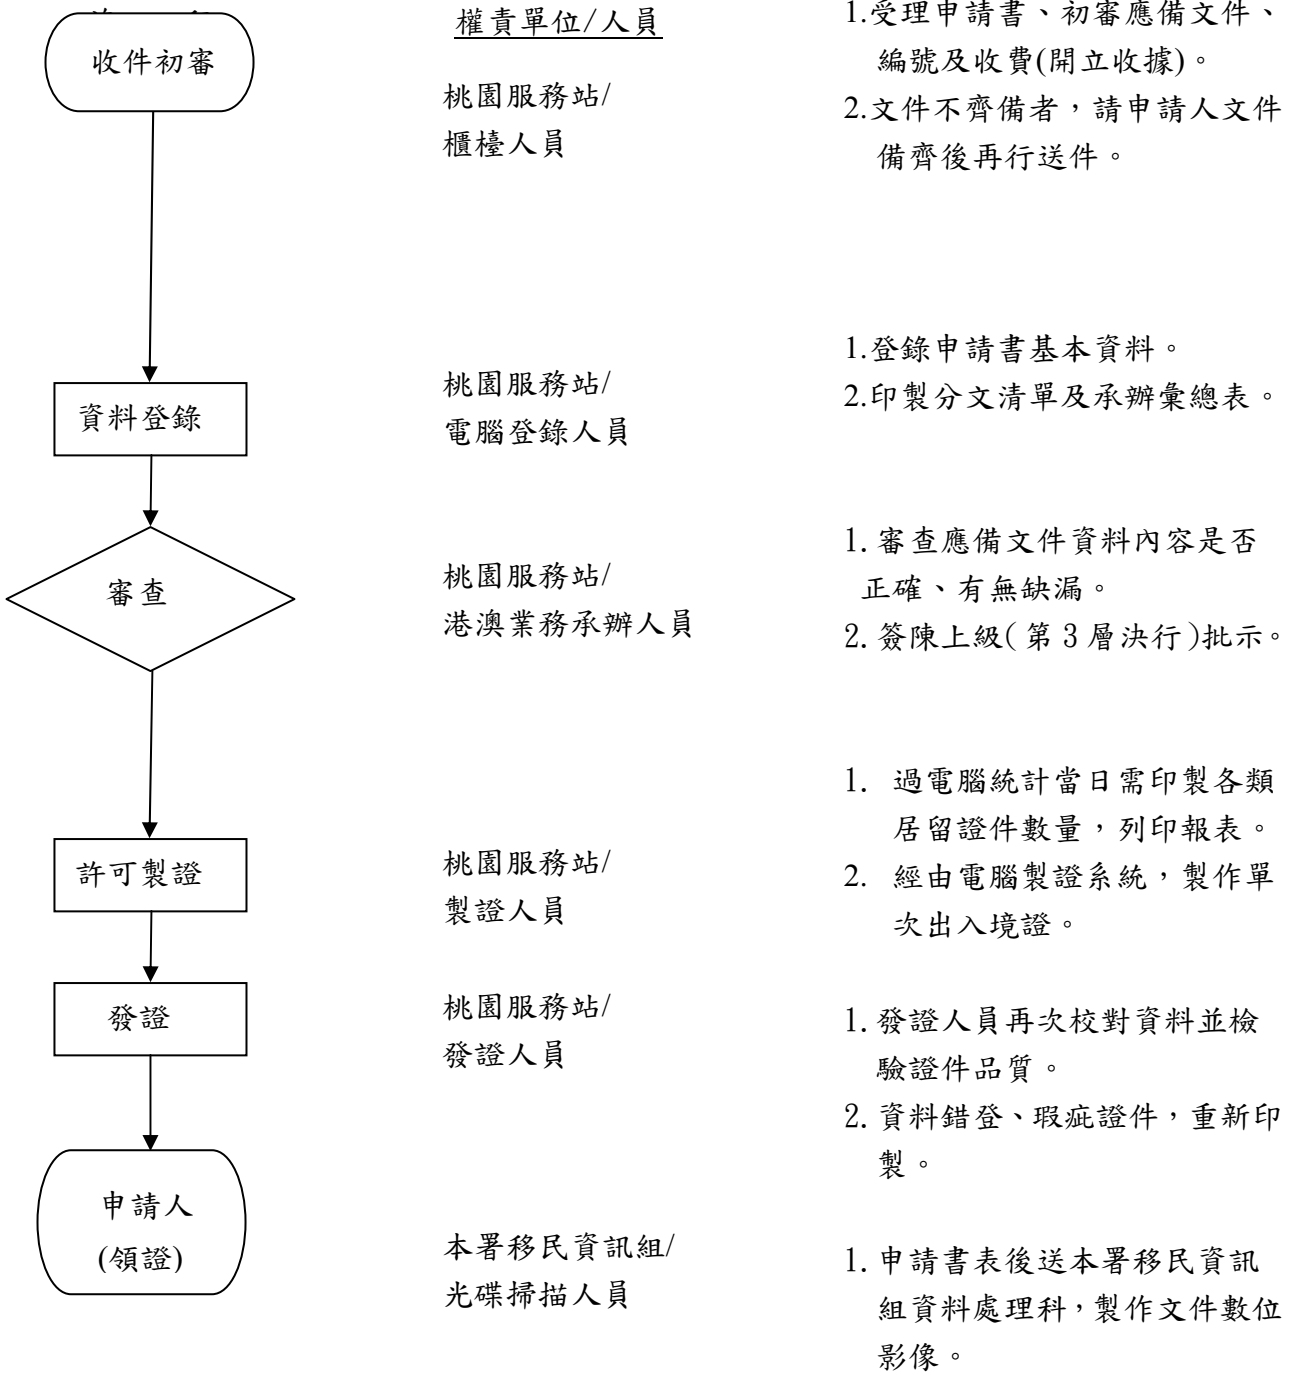 權責單位/人員
1.受理申請書、初審應備文件、
編號及收費(開立收據)。
2.文件不齊備者，請申請人文件
備齊後再行送件。
收件初審
桃園服務站/
櫃檯人員
資料登錄
桃園服務站/
電腦登錄人員
1.登錄申請書基本資料。
2.印製分文清單及承辦彙總表。
審查
桃園服務站/
港澳業務承辦人員
1.審查應備文件資料內容是否
正確、有無缺漏。
2.簽陳上級(第3層決行)批示。
許可製證
桃園服務站/
製證人員
1. 過電腦統計當日需印製各類
居留證件數量，列印報表。
2. 經由電腦製證系統，製作單
次出入境證。
發證
桃園服務站/
發證人員
1.發證人員再次校對資料並檢
驗證件品質。
2.資料錯登、瑕疵證件，重新印
製。
申請人
(領證)
本署移民資訊組/
光碟掃描人員
1.申請書表後送本署移民資訊
組資料處理科，製作文件數位
影像。